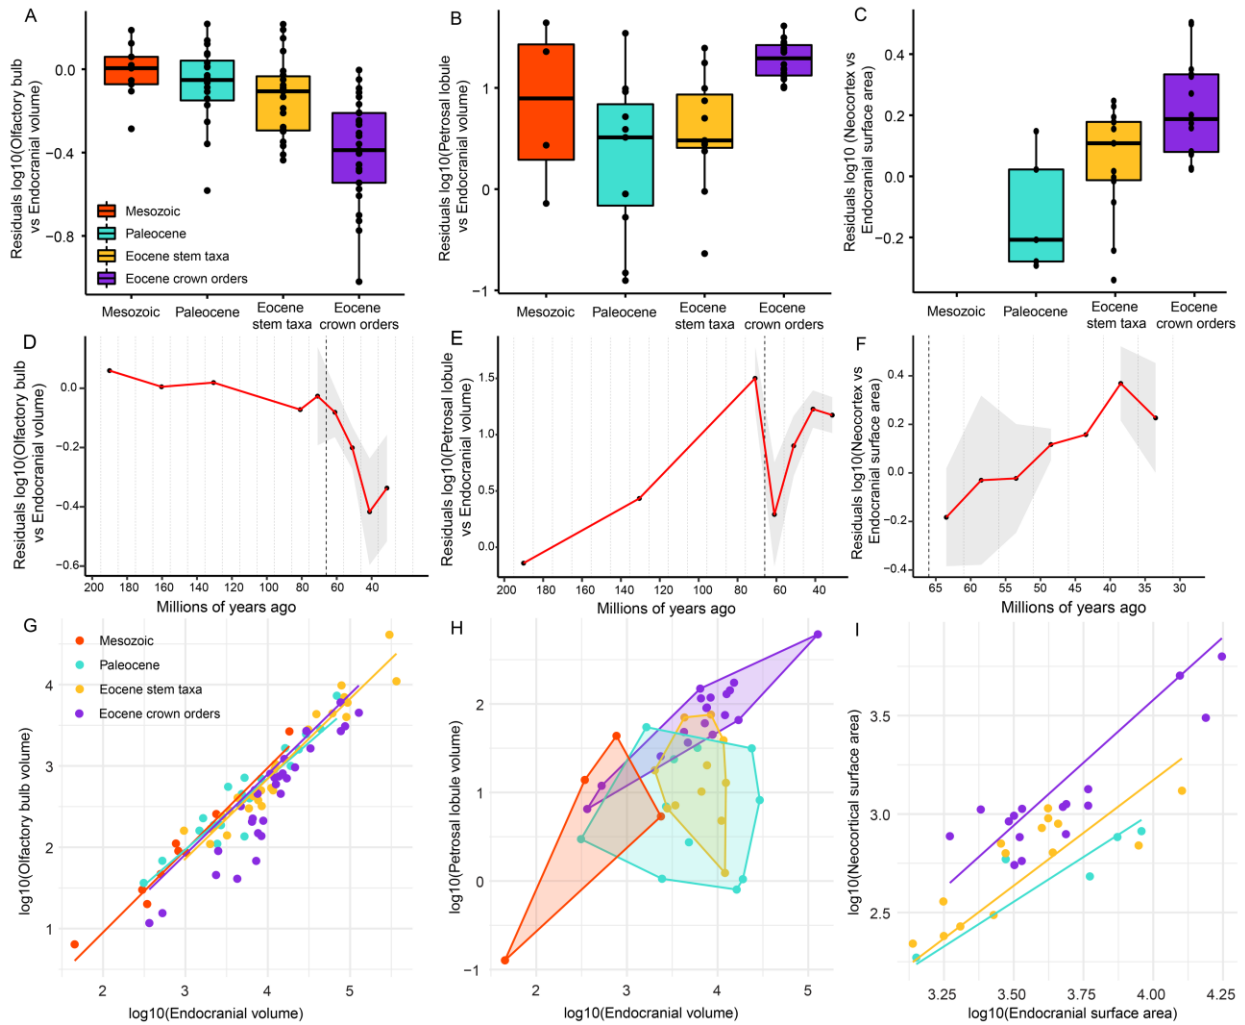 A
Residuals log10(Olfactory bulb
vs Endocranial volume)
0.0
−0.4
−0.8
Mesozoic
Paleocene
Eocene stem taxa
Eocene crown orders
Mesozoic
Paleocene
Eocene
stem taxa
Eocene
crown orders
B
Residuals log10(Petrosal lobule
vs Endocranial volume)
1
0
−1
Mesozoic
Paleocene
Eocene
stem taxa
Eocene
crown orders
C
Residuals log10 (Neocortex vs
Endocranial surface area)
0.4
0.2
0.0
−0.2
Mesozoic
Paleocene
Eocene
stem taxa
Eocene
crown orders
D
Residuals log10(Olfactory bulb
vs Endocranial volume)
0.0
−0.2
−0.4
−0.6
200 180 160 140 120 100 80 60 40
Millions of years ago
E
Residuals log10(Petrosal lobule
vs Endocranial volume)
1.5
1.0
0.5
0.0
200 180 160 140 120 100 80 60 40
Millions of years ago
F
Residuals log10(Neocortex vs
Endocranial surface area)
0.4
0.2
0.0
−0.2
−0.4
65 60 55 50 45 40 35 30
Millions of years ago
G
Mesozoic
Paleocene
Eocene stem taxa
Eocene crown orders
log10(Olfactory bulb volume)
4
3
2
1
2 3 4 5
log10(Endocranial volume)
H
log10(Petrosal lobule volume)
2
1
0
−1
2 3 4 5
log10(Endocranial volume)
I
log10(Neocortical surface area)
3.5
3.0
2.5
3.25 3.50 3.75 4.00 4.25
log10(Endocranial surface area)